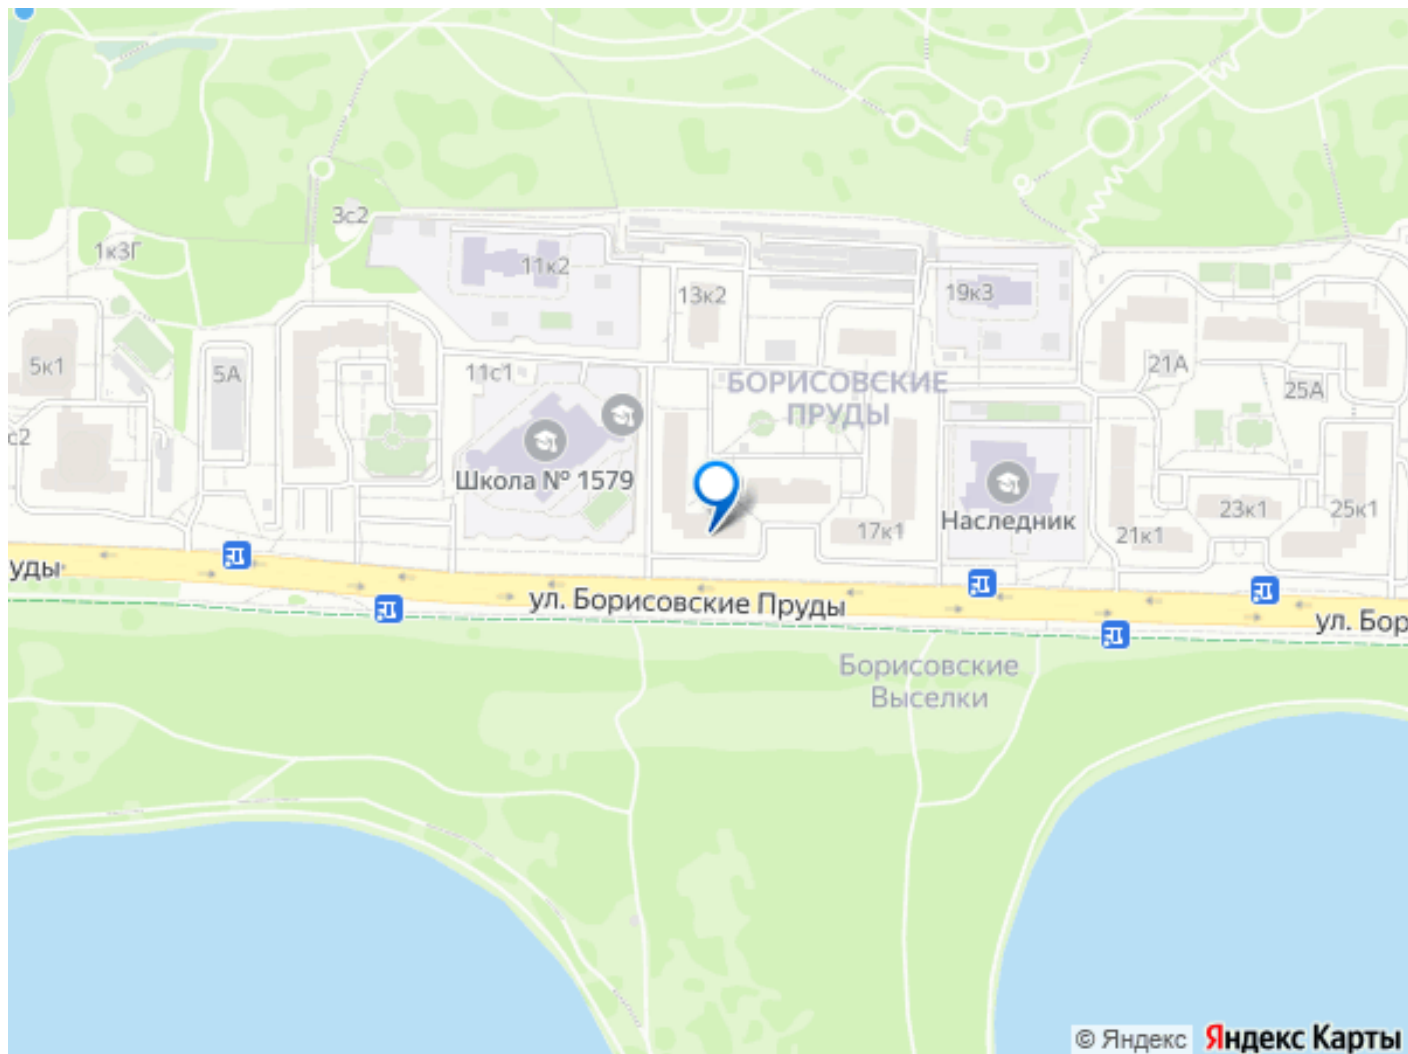 3с2
1к3Г
11к2
13к2
19к3
5к1
5А
11с1
21А
25А
БОРИСОВСКИЕ
ПРУДЫ
с2
Школа № 1579
Наследник
17к1
21к1
23к1
25к1
уды
ул. Борисовские Пруды
ул. Бор
Борисовские
Выселки
© Яндекс Яндекс Карты